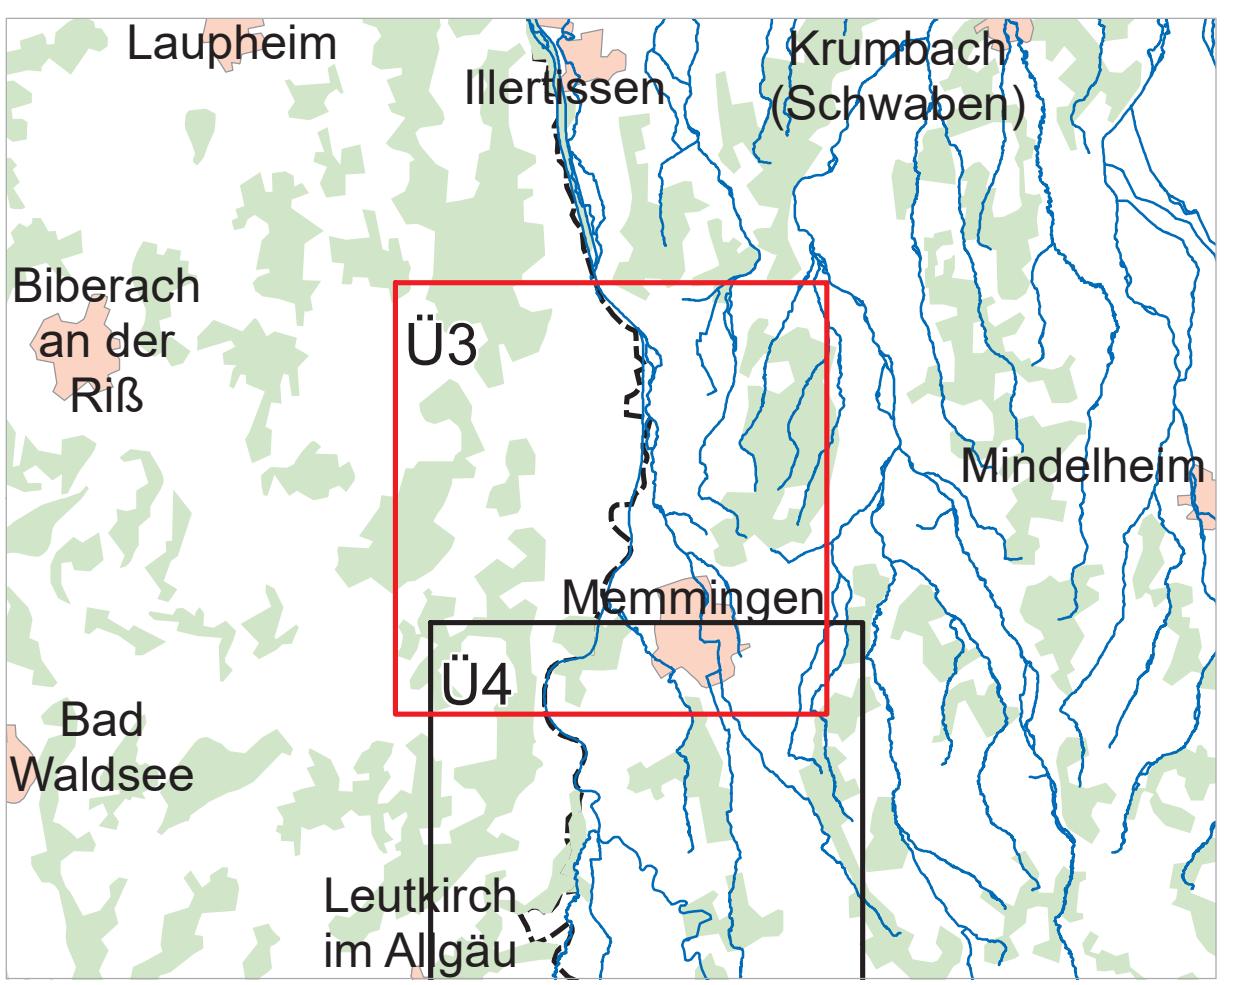 Laupheim
Illertissen
Krumbach
(Schwaben)
Biberach
an der
Riß
Ü3
Mindelheim
Memmingen
Ü4
Bad
Waldsee
Leutkirch
im Allgäu